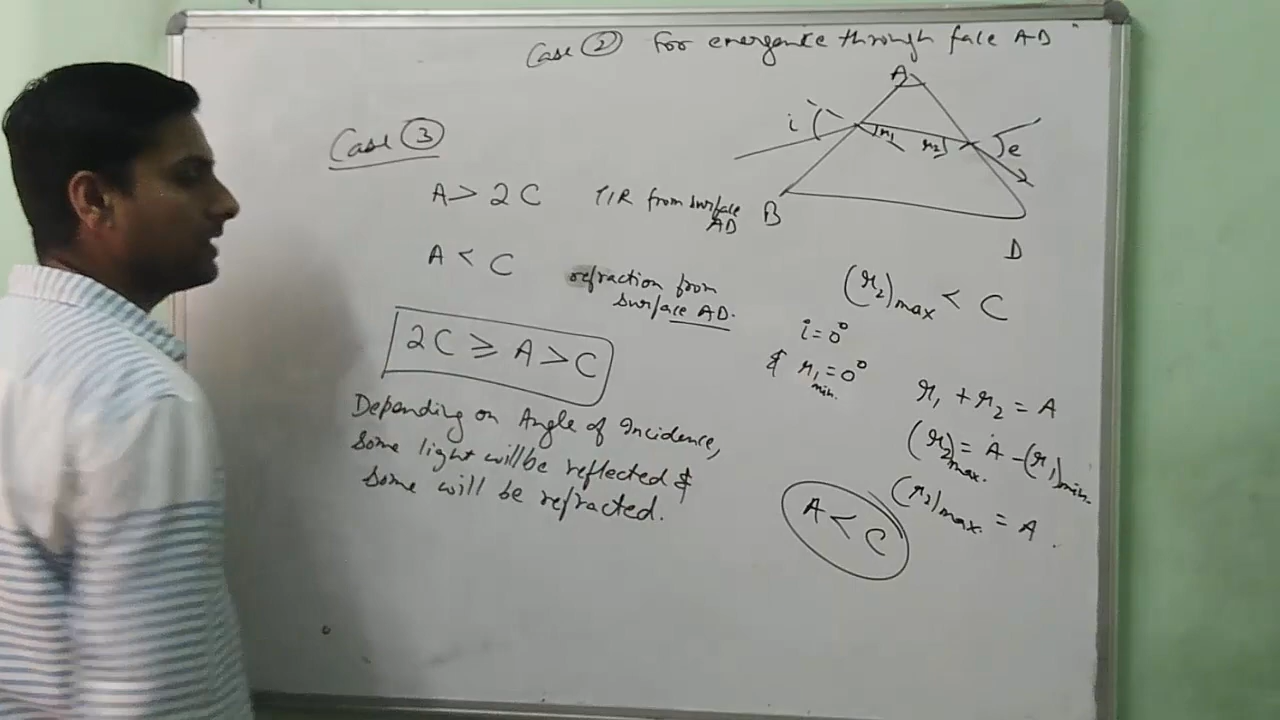 Case ② For emergence through face AD
A
i
r₁
r₂
e
B
D
Case ③
A > 2C TIR from surface AD
A < C refraction from surface AD.
2C ≥ A > C
Depending on Angle of Incidence,
Some light will be reflected &
Some will be refracted.
(r₂)max < C
i = 0°
& r₁ min. = 0°
r₁ + r₂ = A
(r₂)max. = A - (r₁)min.
(r₂)max. = A.
A < C